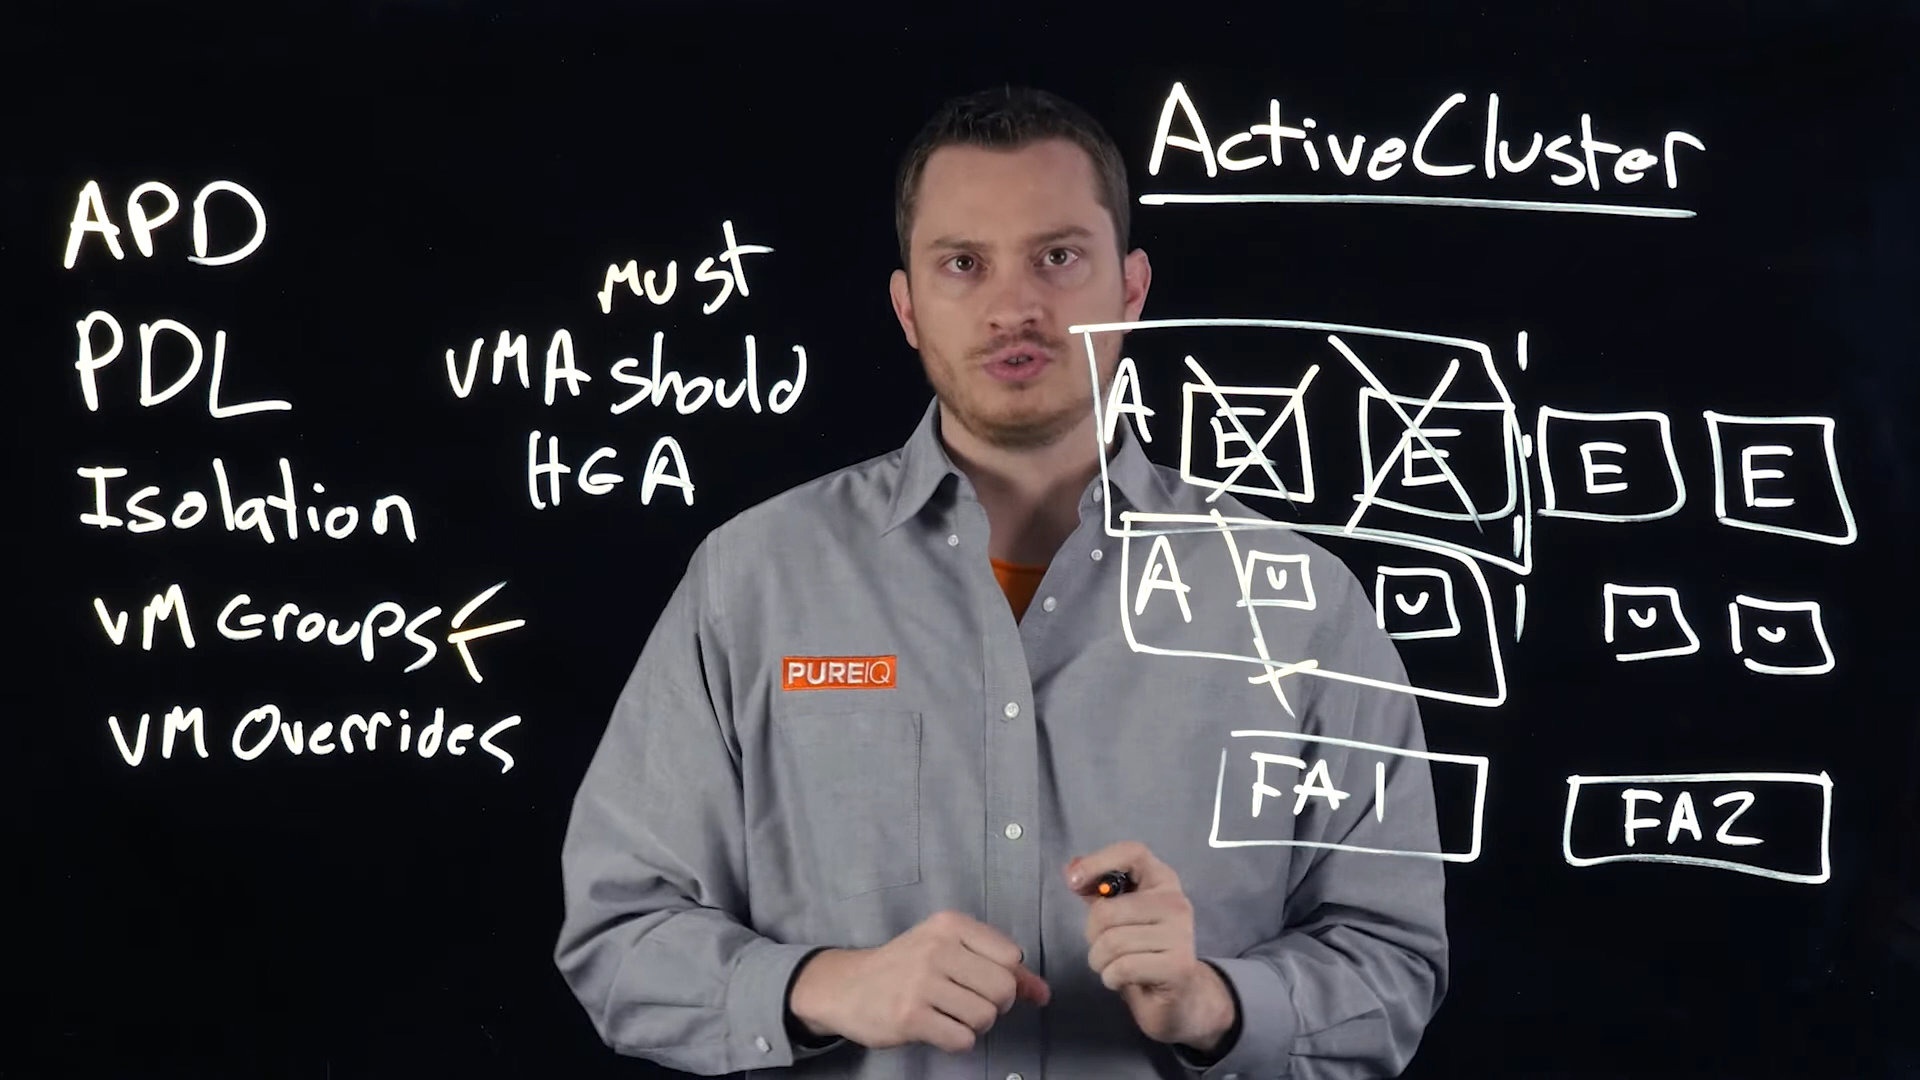 ActiveCluster
APD
PDL
Isolation
VM Groups
VM Overrides
must
VMA should
HGA
A E E E E
A v v v v
FA1 FA2
PUREIQ